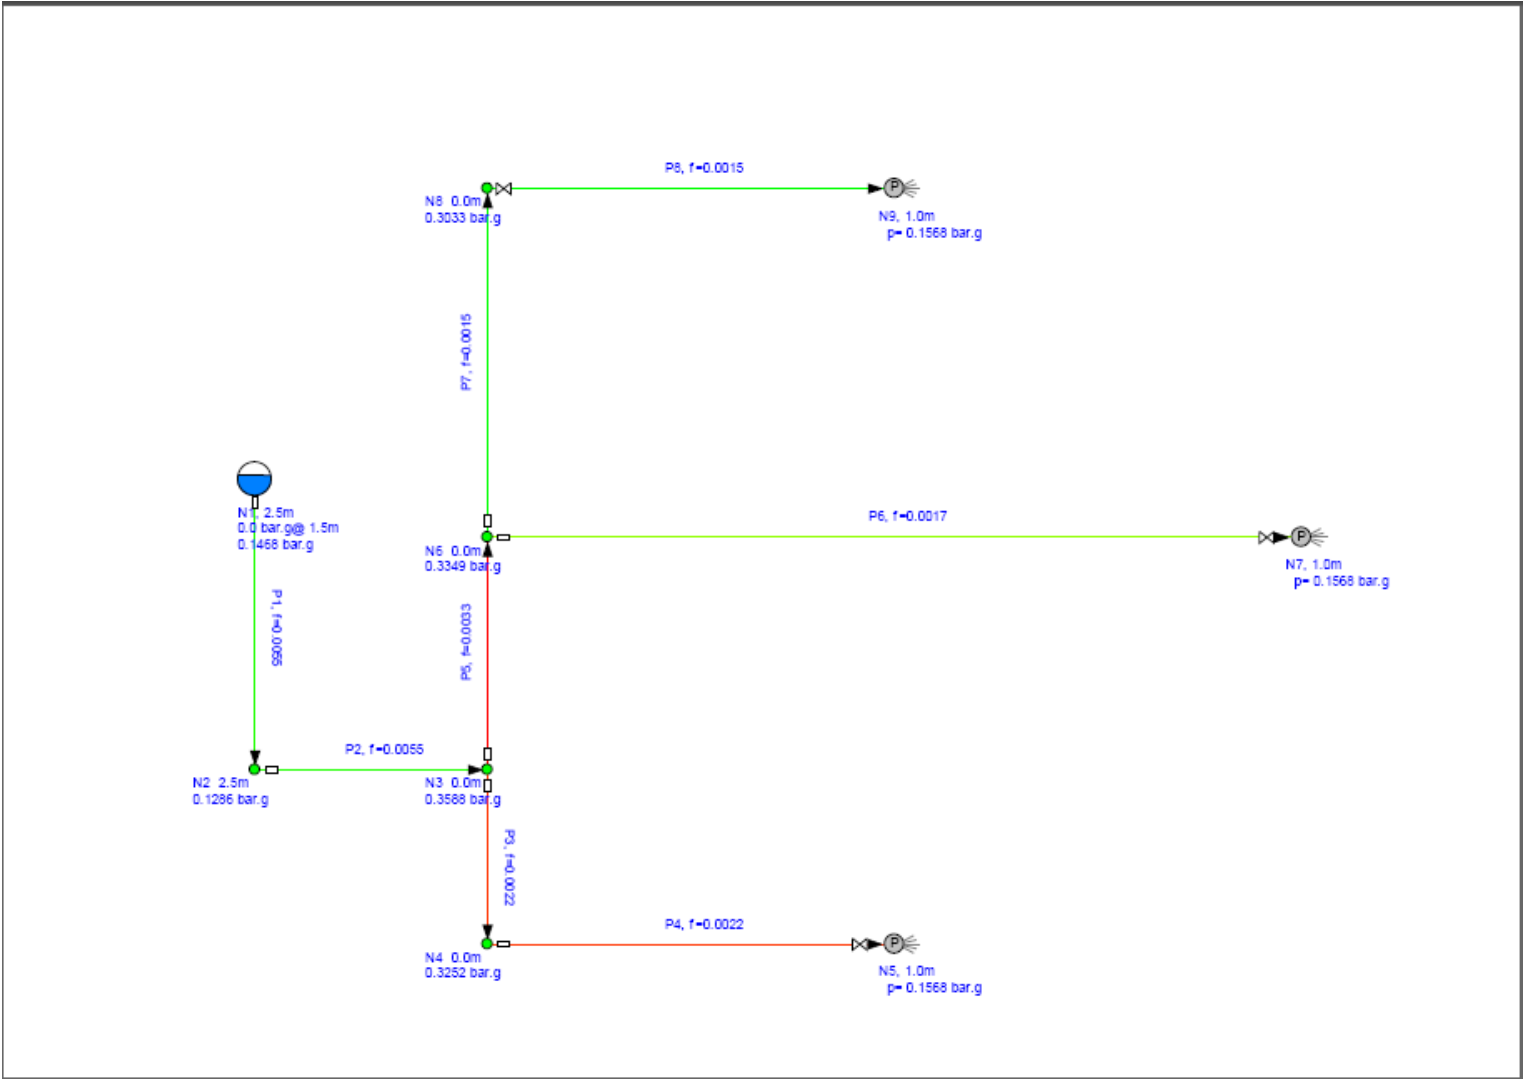 P8, f=0.0015
N8 0.0m
0.3033 bar.g
N9, 1.0m
p= 0.1568 bar.g
P7, f=0.0015
N1, 2.5m
0.0 bar.g@ 1.5m
0.1468 bar.g
P6, f=0.0017
N6 0.0m
0.3349 bar.g
N7, 1.0m
p= 0.1568 bar.g
P1, f=0.0055
P5, f=0.0033
P2, f=0.0055
N2 2.5m
0.1286 bar.g
N3 0.0m
0.3588 bar.g
P3, f=0.0022
P4, f=0.0022
N4 0.0m
0.3252 bar.g
N5, 1.0m
p= 0.1568 bar.g
P
P
P